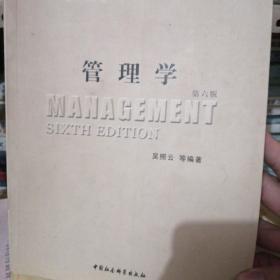 管理学
第六版
MANAGEMENT
SIXTH EDITION
吴照云 等编著
中国社会科学出版社